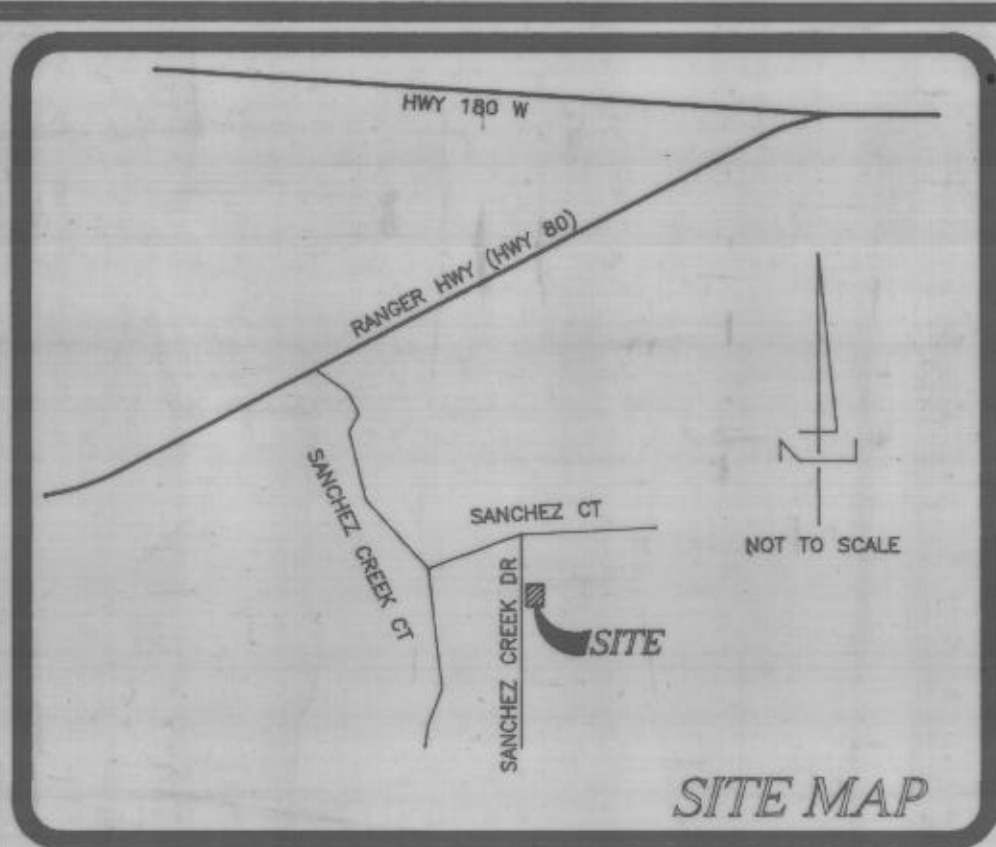 HWY 180 W
RANGER HWY (HWY 80)
SANCHEZ CREEK CT
SANCHEZ CT
NOT TO SCALE
SANCHEZ CREEK DR
SITE
SITE MAP